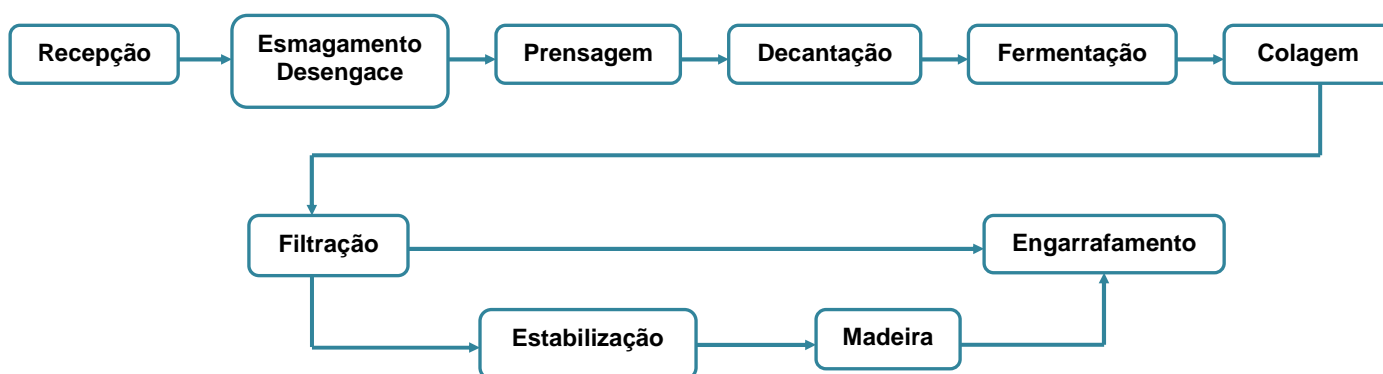 Recepção
Esmagamento
Desengace
Prensagem
Decantação
Fermentação
Colagem
Filtração
Engarrafamento
Estabilização
Madeira